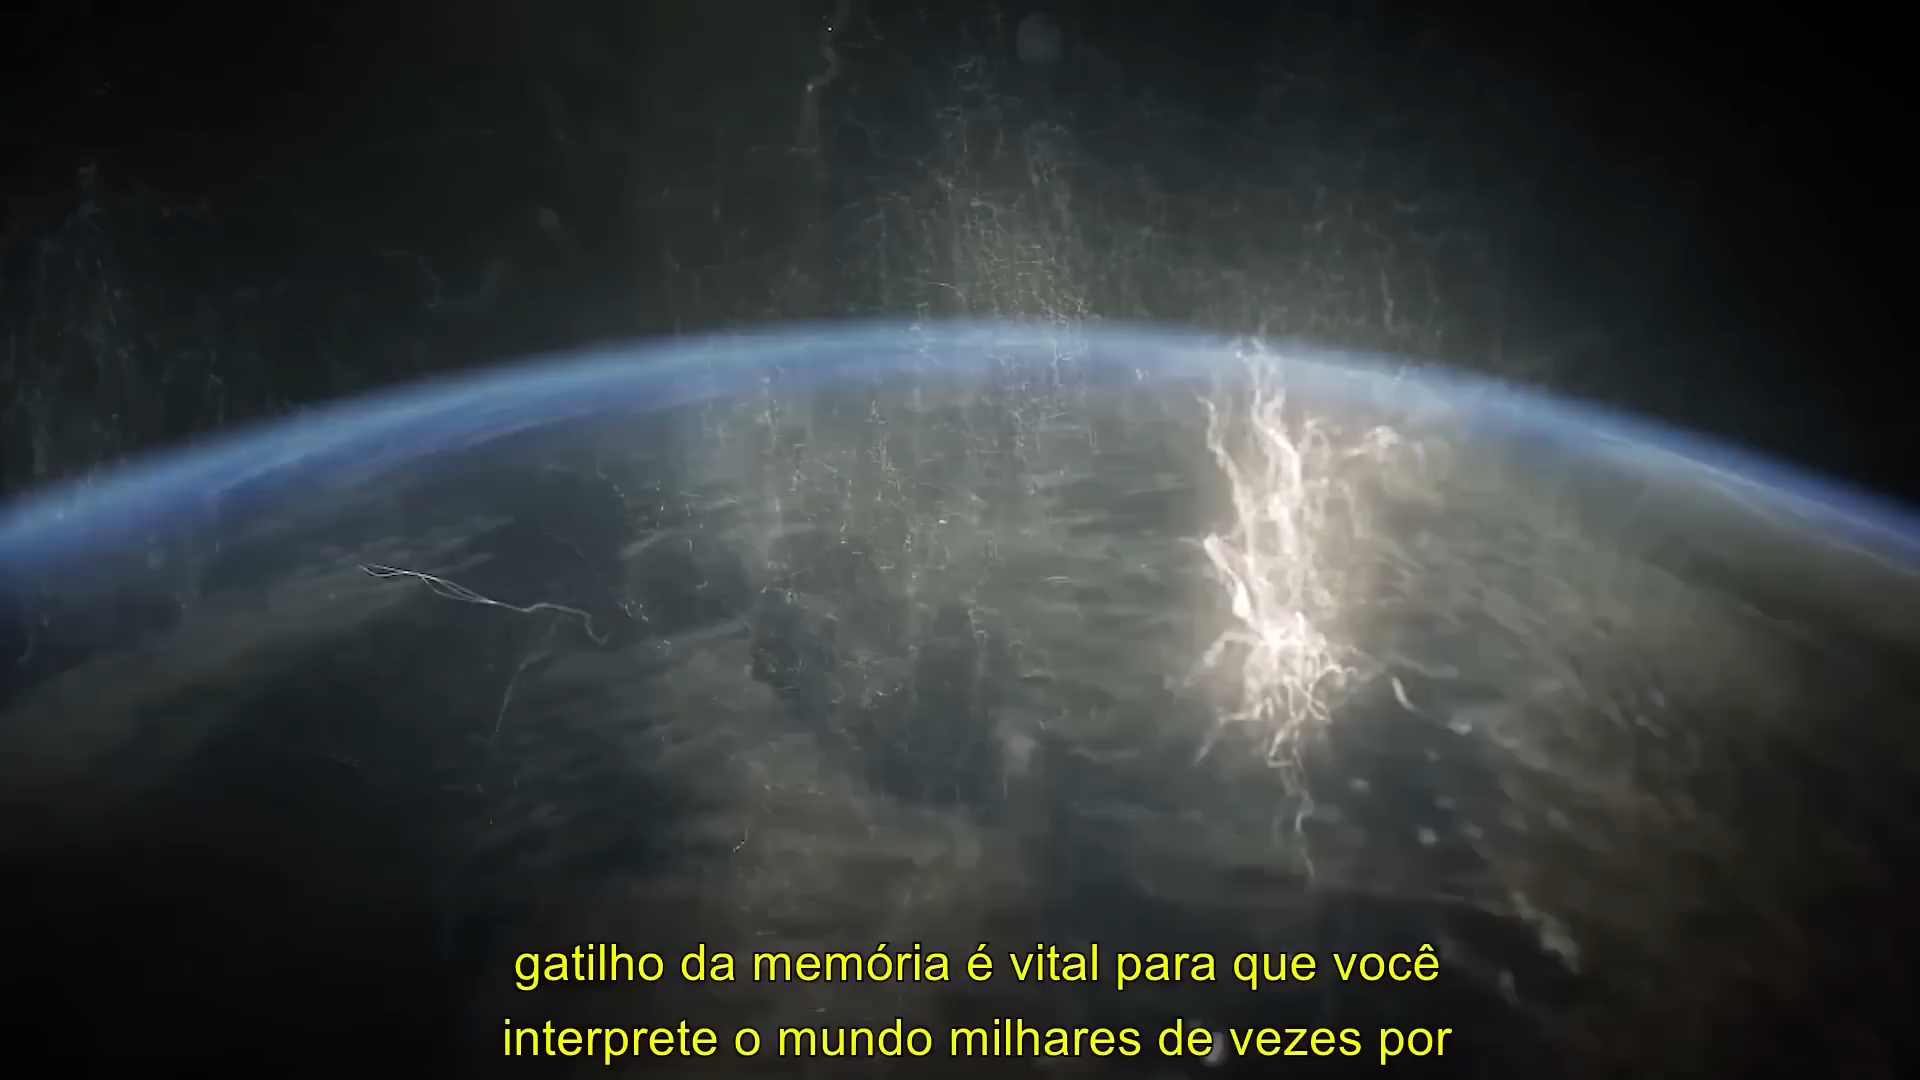 gatilho da memória é vital para que você
interprete o mundo milhares de vezes por